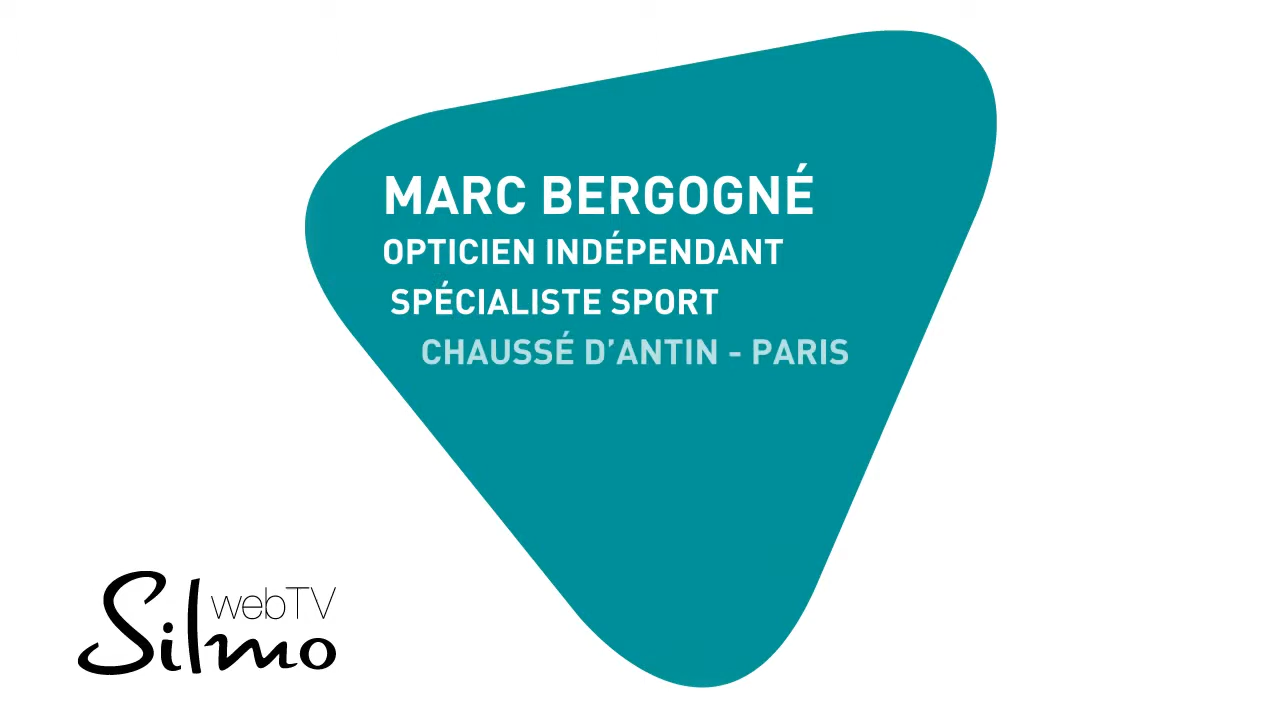 MARC BERGOGNÉ
OPTICIEN INDÉPENDANT
SPÉCIALISTE SPORT
CHAUSSÉ D’ANTIN - PARIS
webTV
Silmo